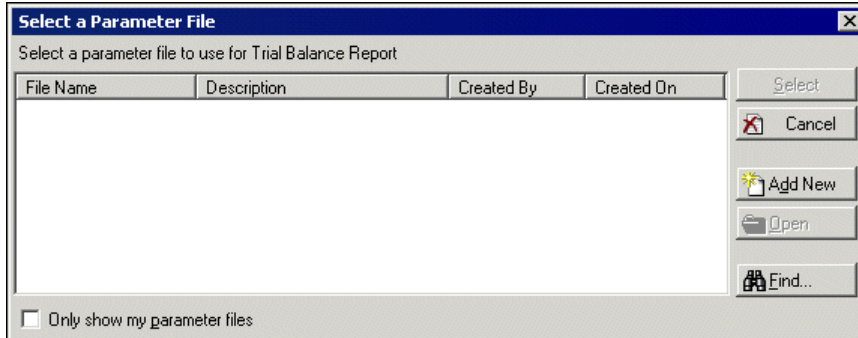 Select a Parameter File
Select a parameter file to use for Trial Balance Report
File Name Description Created By Created On
Select
Cancel
Add New
Open
Find...
Only show my parameter files